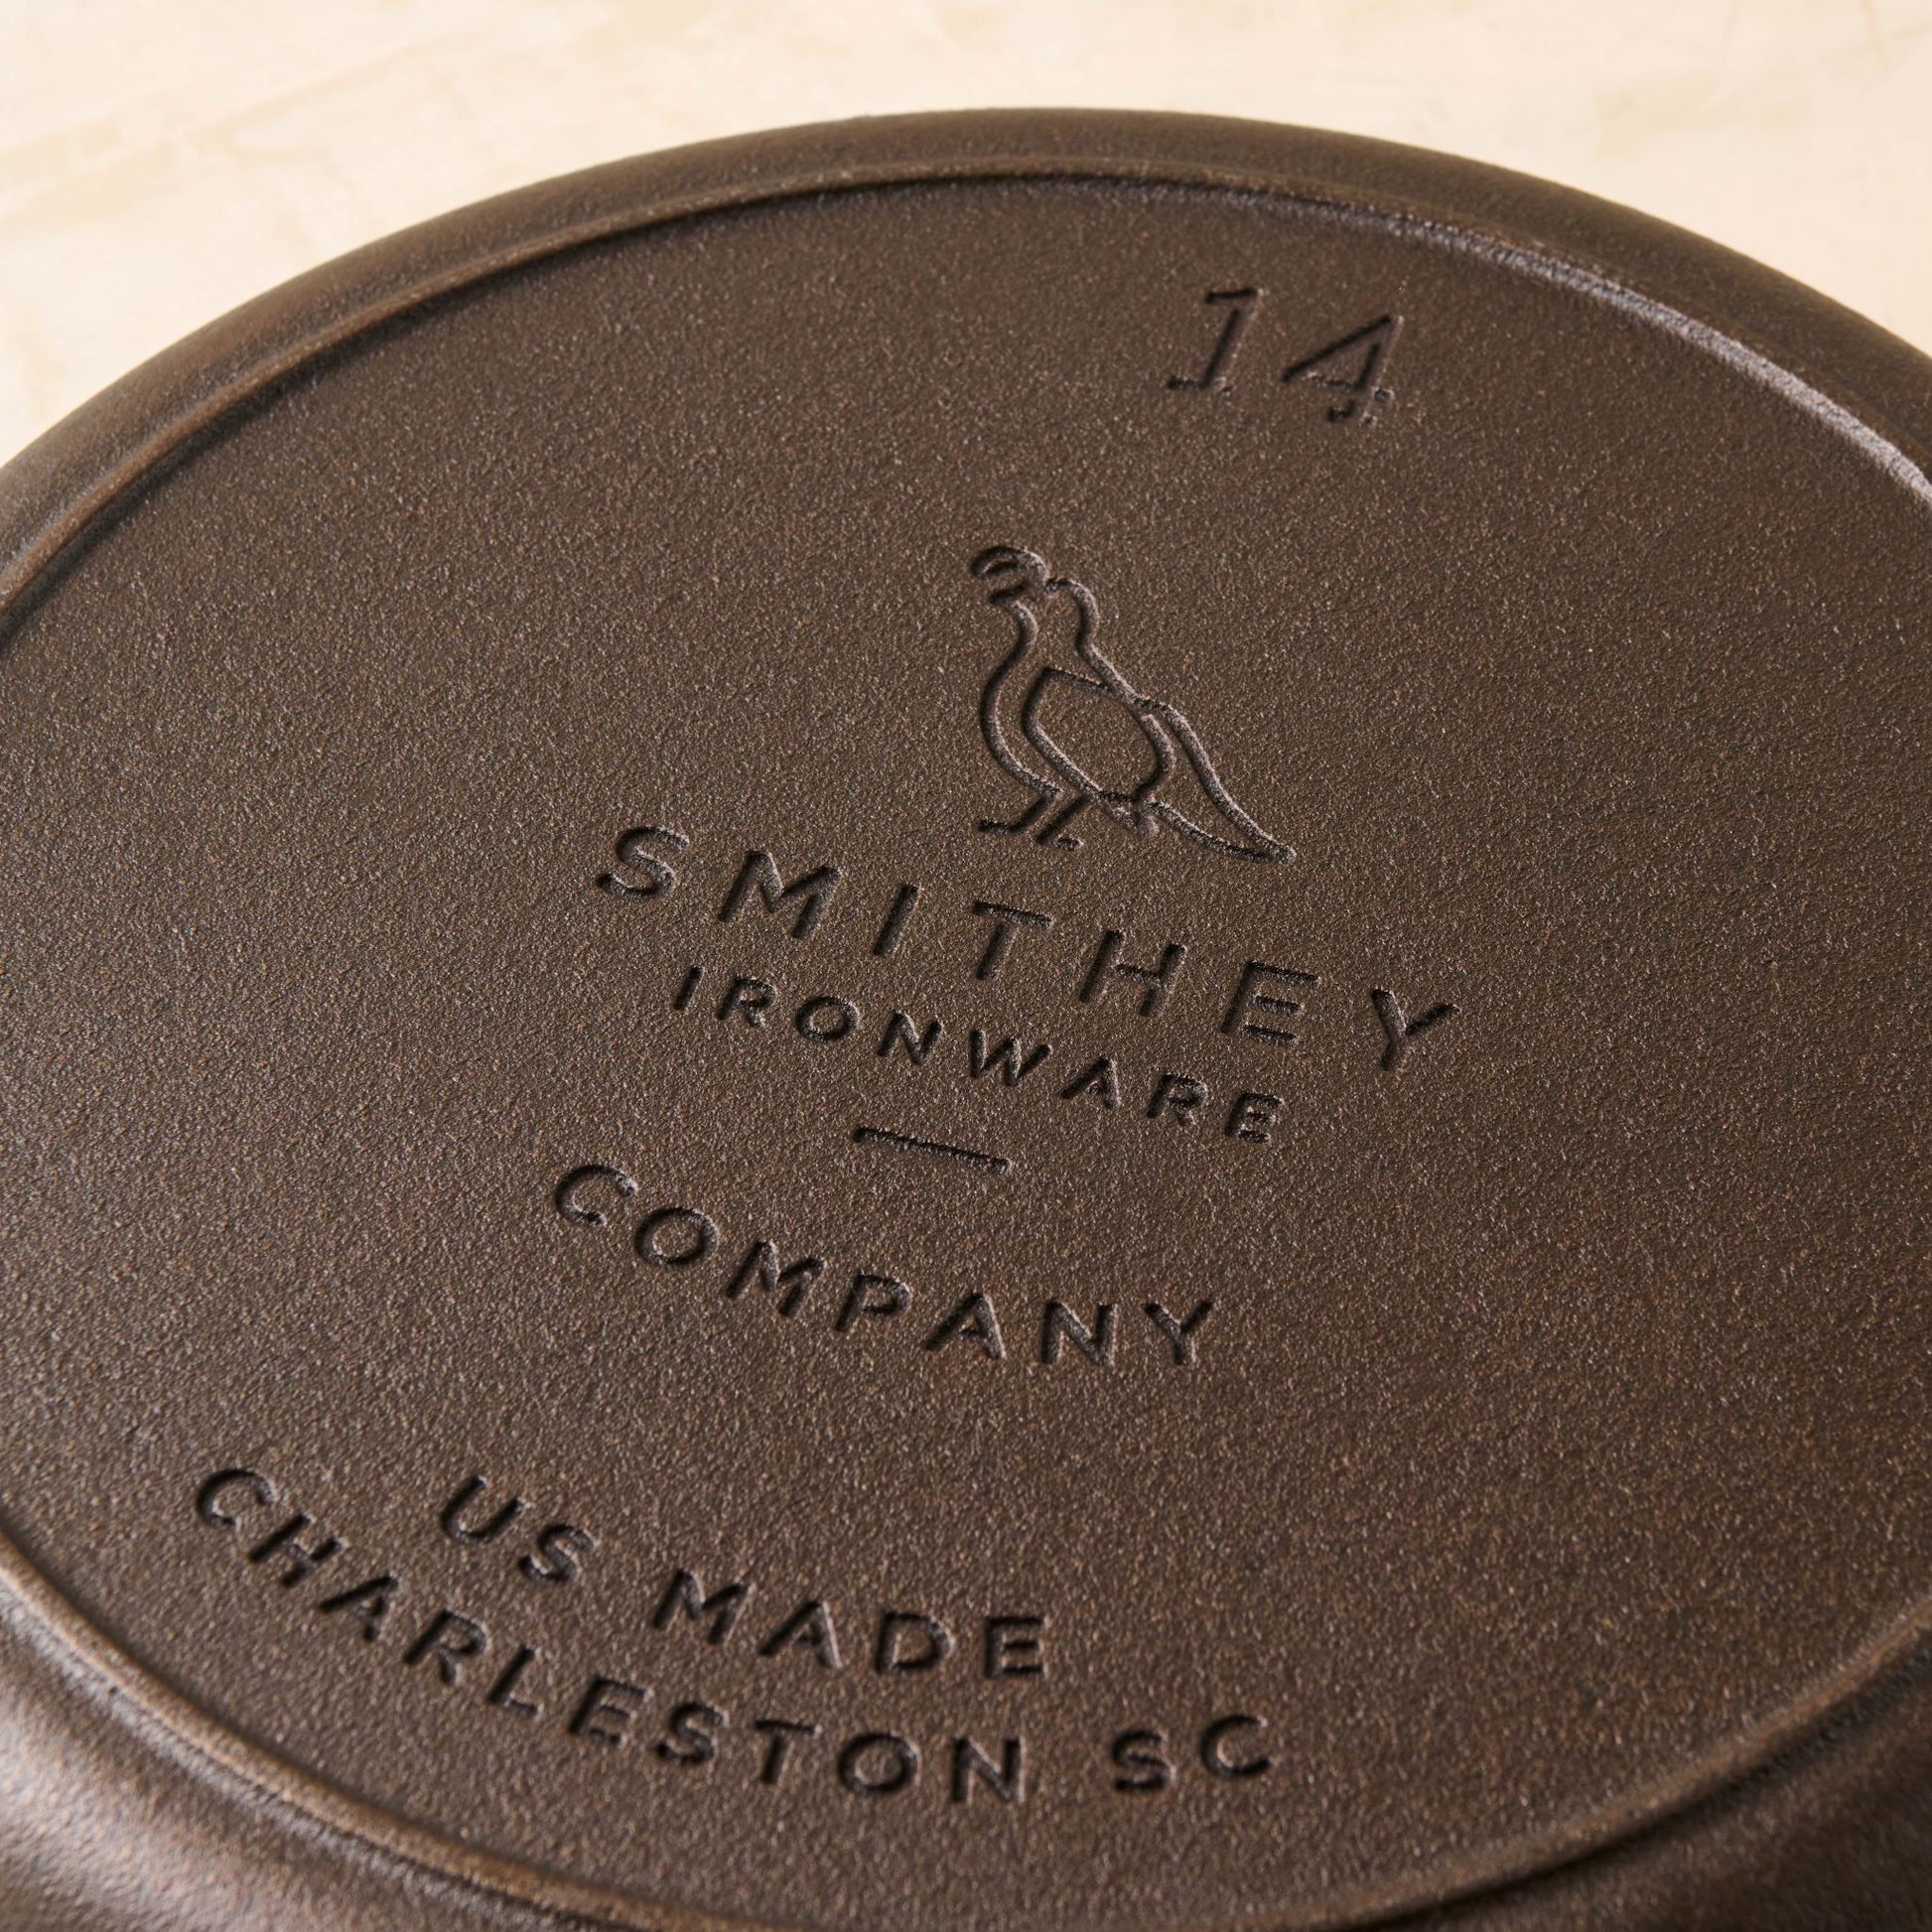 14
SMITHEY
IRONWARE
COMPANY
US MADE
CHARLESTON SC